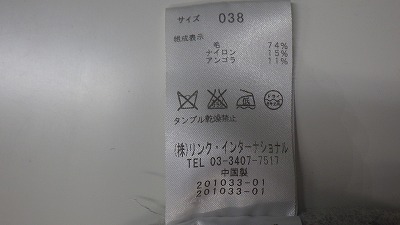 サイズ 038
組成表示
毛 74%
ナイロン 15%
アンゴラ 11%
タンブル乾燥禁止
(株)リンク・インターナショナル
TEL 03-3407-7517
中国製
201033-01
201033-01